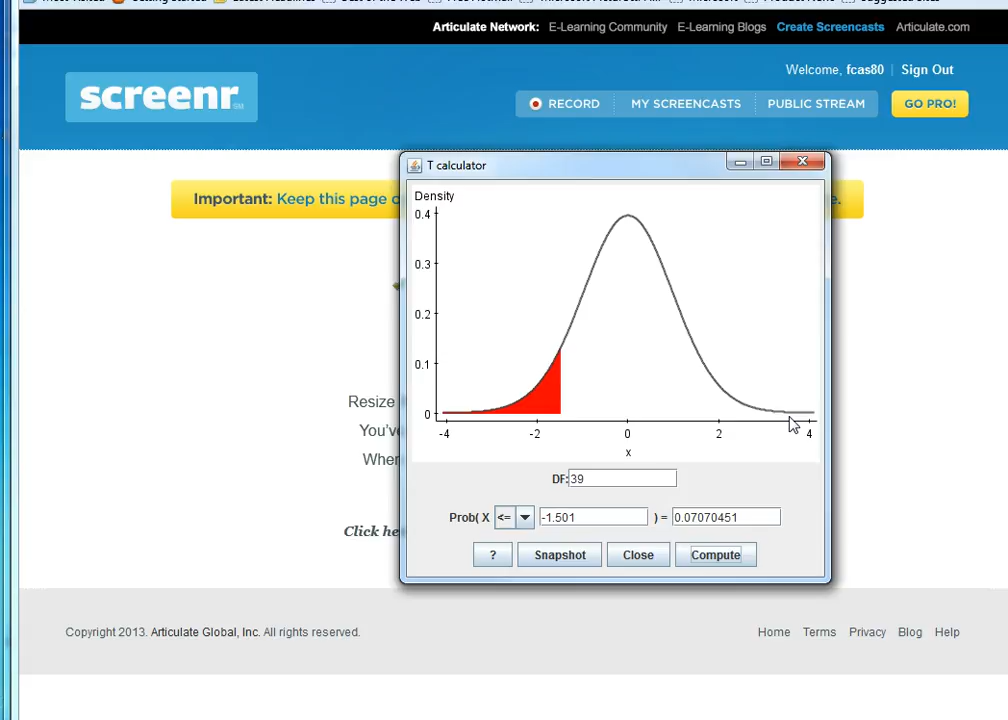 Articulate Network: E-Learning Community E-Learning Blogs Create Screencasts Articulate.com
Welcome, fcas80 | Sign Out
screenr
RECORD MY SCREENCASTS PUBLIC STREAM GO PRO!
T calculator
Important: Keep this page
Density
0.4
0.3
0.2
0.1
0
-4 -2 0 2 4
x
Resize
You've
When
Click he
DF: 39
Prob( X <= -1.501 ) = 0.07070451
? Snapshot Close Compute
Copyright 2013. Articulate Global, Inc. All rights reserved.
Home Terms Privacy Blog Help